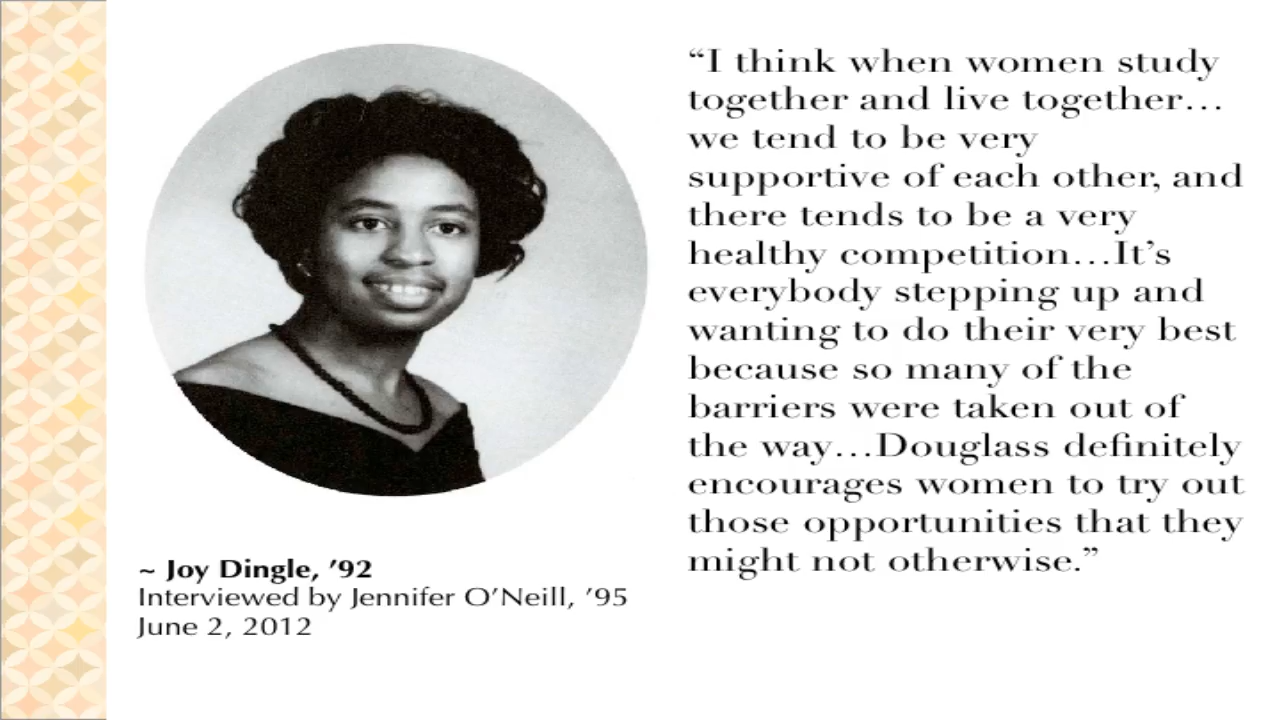 “I think when women study
together and live together…
we tend to be very
supportive of each other, and
there tends to be a very
healthy competition…It’s
everybody stepping up and
wanting to do their very best
because so many of the
barriers were taken out of
the way…Douglass definitely
encourages women to try out
those opportunities that they
might not otherwise.”
~ Joy Dingle, ’92
Interviewed by Jennifer O’Neill, ’95
June 2, 2012